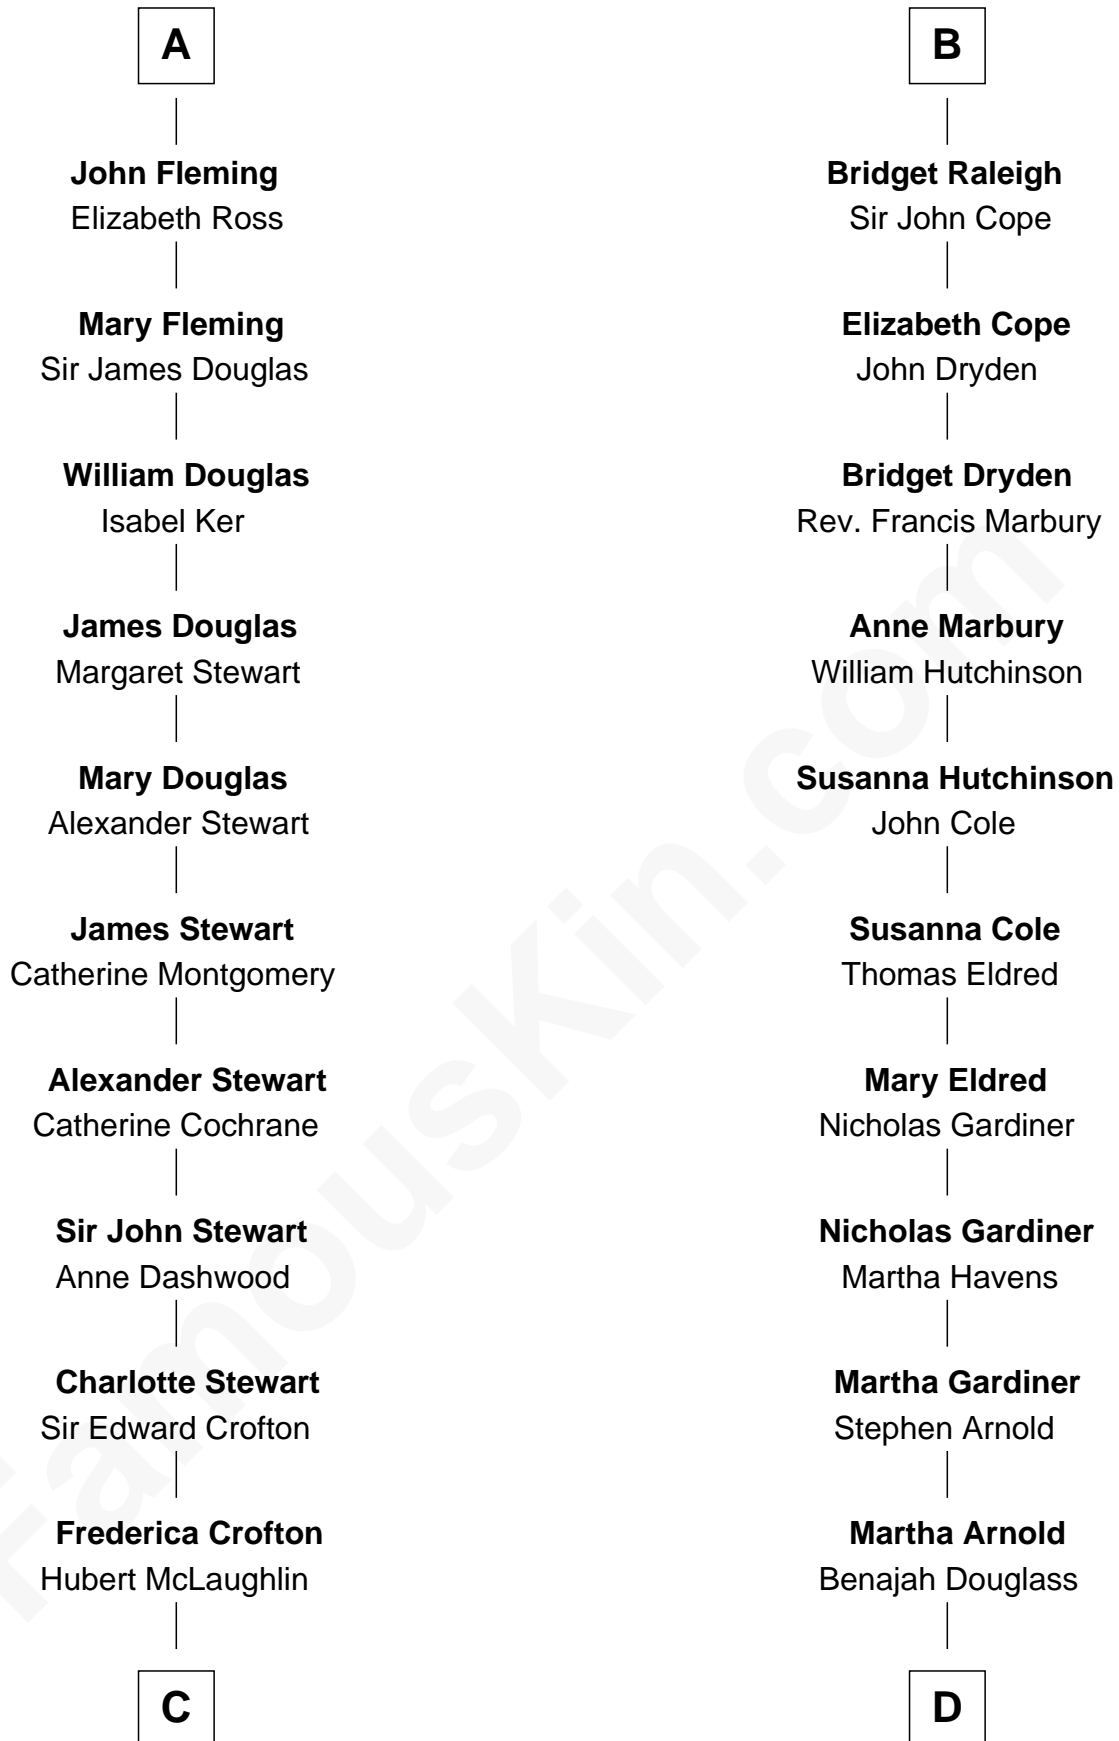 A
John Fleming
Elizabeth Ross
Mary Fleming
Sir James Douglas
William Douglas
Isabel Ker
James Douglas
Margaret Stewart
Mary Douglas
Alexander Stewart
James Stewart
Catherine Montgomery
Alexander Stewart
Catherine Cochrane
Sir John Stewart
Anne Dashwood
Charlotte Stewart
Sir Edward Crofton
Frederica Crofton
Hubert McLaughlin
C
B
Bridget Raleigh
Sir John Cope
Elizabeth Cope
John Dryden
Bridget Dryden
Rev. Francis Marbury
Anne Marbury
William Hutchinson
Susanna Hutchinson
John Cole
Susanna Cole
Thomas Eldred
Mary Eldred
Nicholas Gardiner
Nicholas Gardiner
Martha Havens
Martha Gardiner
Stephen Arnold
Martha Arnold
Benajah Douglass
D
FamousKin.com